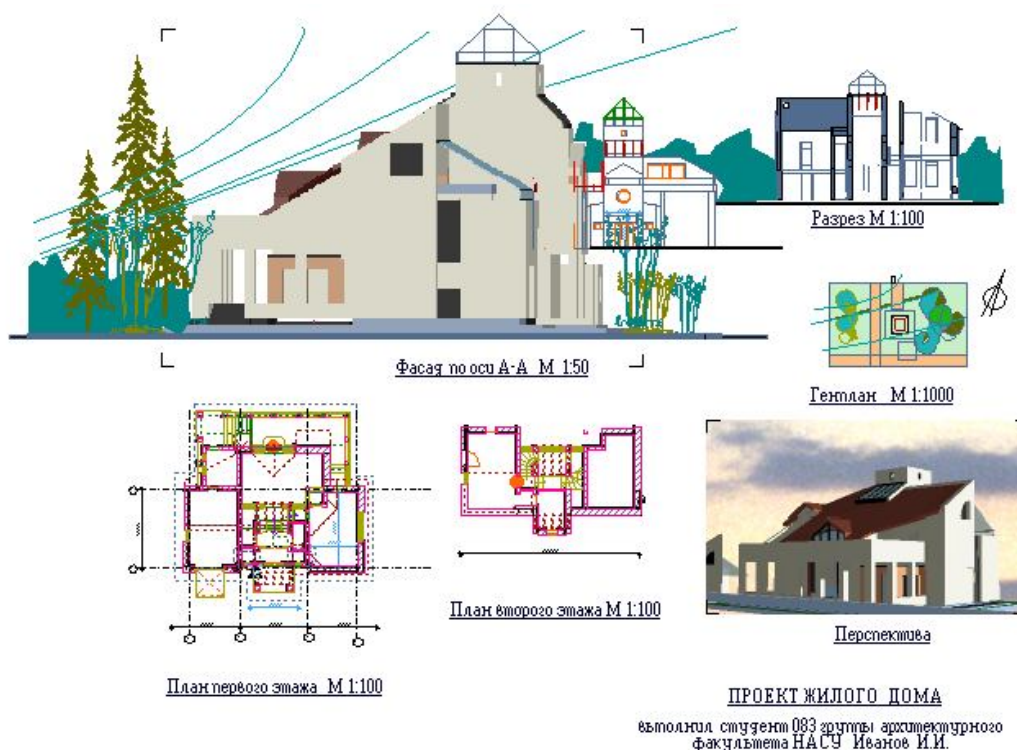 Разрез М 1:100
Фасад по оси А-А М 1:50
Генплан М 1:1000
План второго этажа М 1:100
Перспектива
План первого этажа М 1:100
ПРОЕКТ ЖИЛОГО ДОМА
выполнил студент 083 группы архитектурного
факультета НАСУ Иванов И.И.